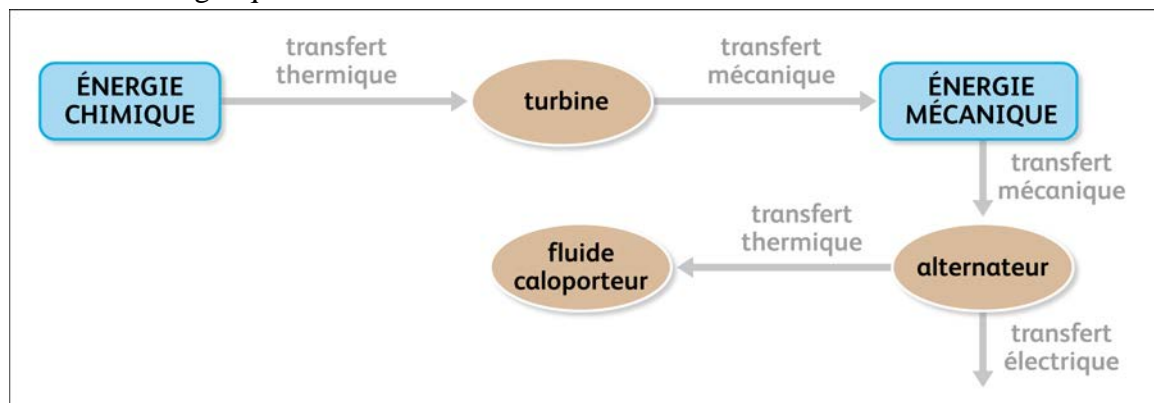 transfert
thermique
transfert
mécanique
ÉNERGIE
CHIMIQUE
turbine
ÉNERGIE
MÉCANIQUE
transfert
mécanique
transfert
thermique
fluide
caloporteur
alternateur
transfert
électrique